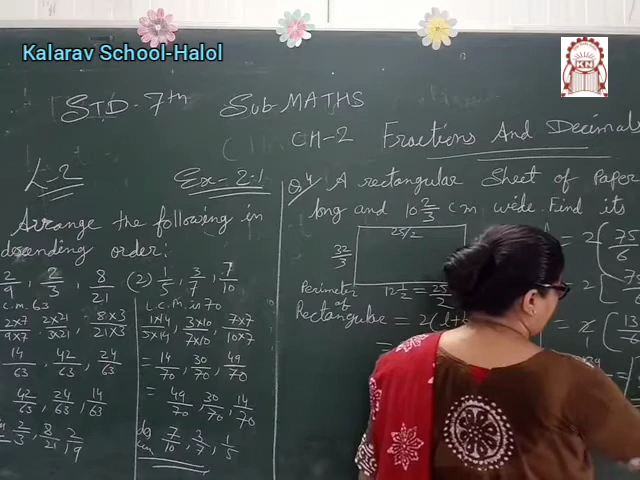 Kalarav School-Halol
KN
STD-7th Sub-MATHS
CH-2 Fractions And Decimals
L-2 Ex-2.1
Arrange the following in
descending order:
2/9, 2/3, 8/21
L.C.M. 63
2×7/9×7, 2×21/3×21, 8×3/21×3
14/63, 42/63, 24/63
42/63, 24/63, 14/63
2/3, 8/21, 2/9
(2) 1/5, 3/7, 7/10
L.C.M. is 70
= 1×14/5×14, 3×10/7×10, 7×7/10×7
= 14/70, 30/70, 49/70
= 49/70, 30/70, 14/70
7/10, 3/7, 1/5
Q4 A rectangular Sheet of Paper
long and 10 2/3 cm wide. Find its
25/2
32/3
12 1/2 = 25/2
Perimeter
of
Rectangular = 2(l+b
= 2(75/6
= 2(